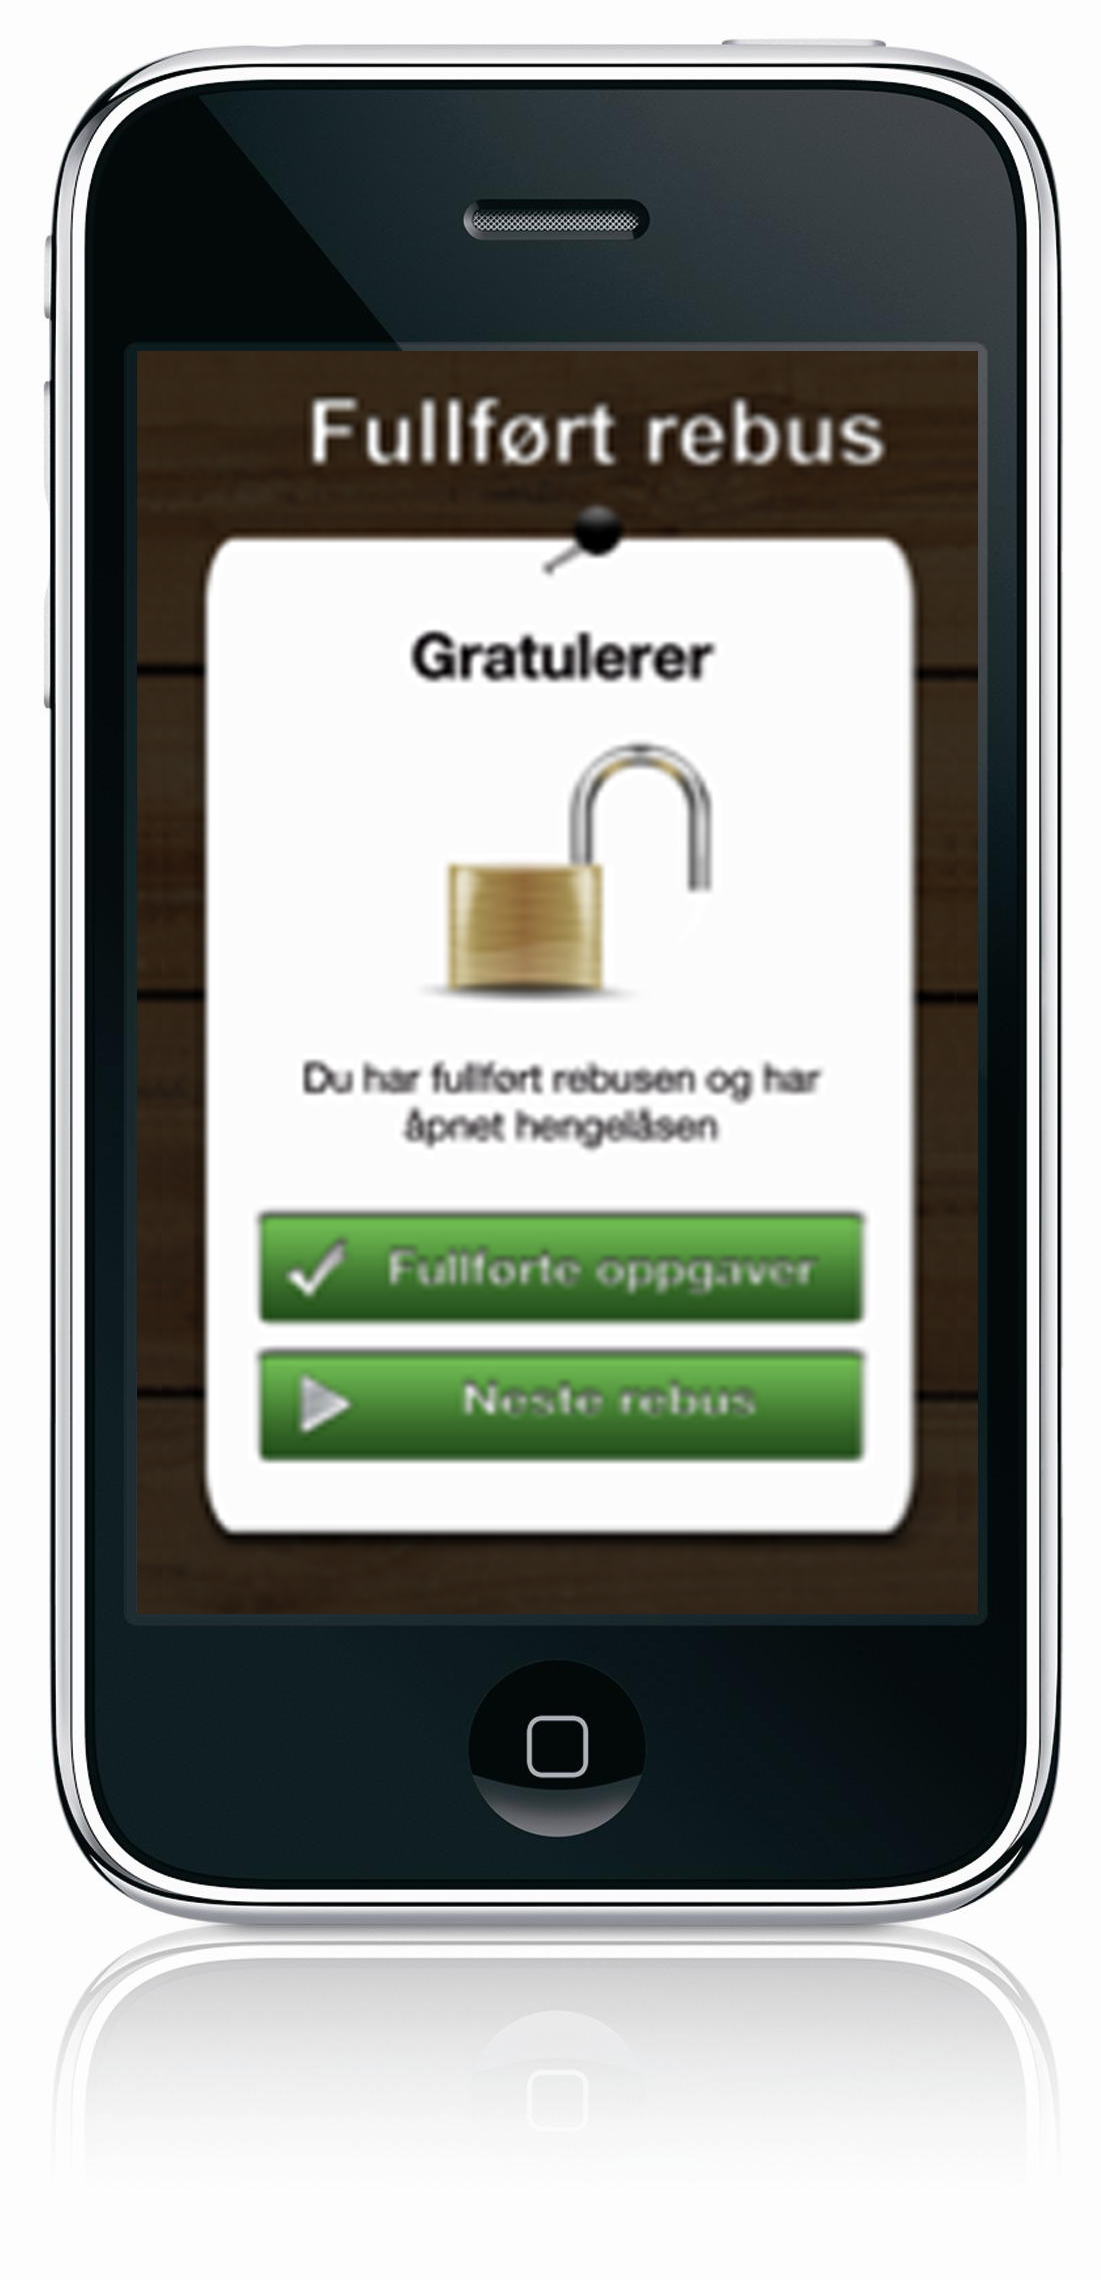 Fullført rebus
Gratulerer
Du har fullført rebusen og har
åpnet hengelåsen
Fullførte oppgaver
Neste rebus